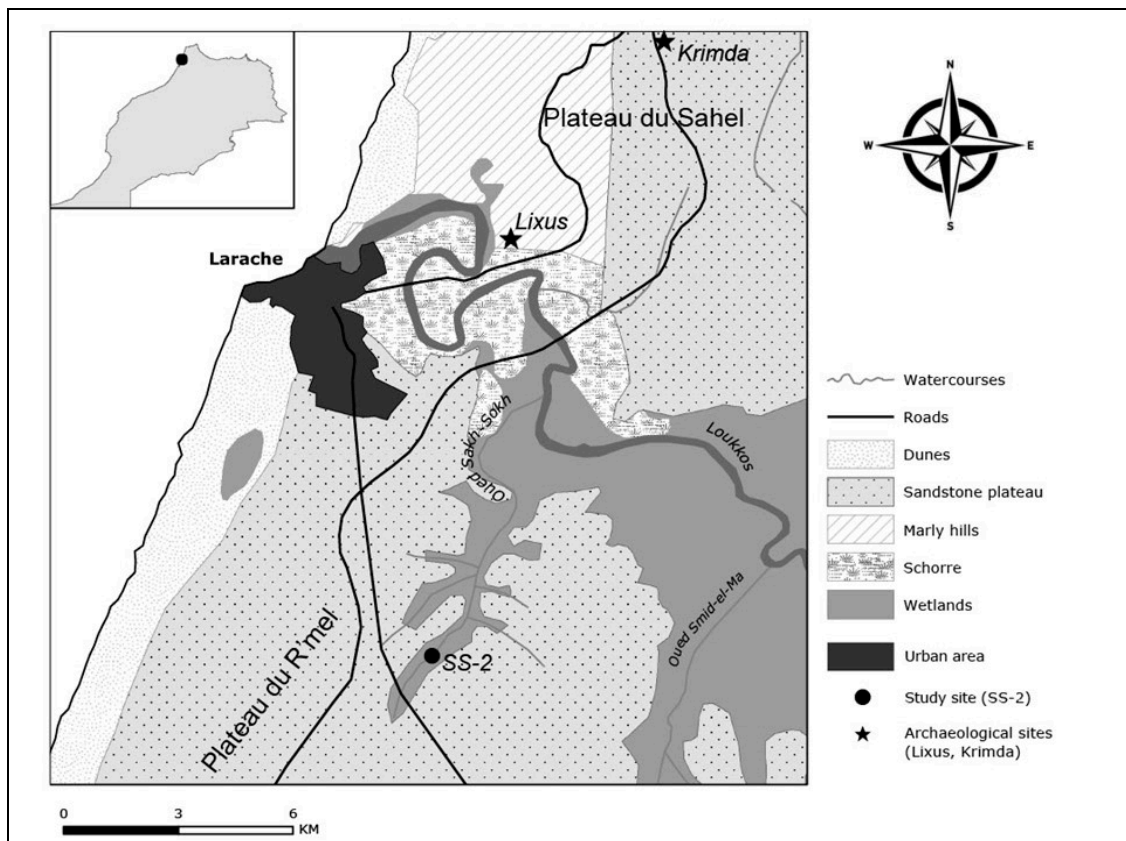 Krimda
Plateau du Sahel
Lixus
Larache
Loukkos
Oued Sakh-Sokh
Oued Smid-el-Ma
SS-2
Plateau du R'mel
N
W
E
S
Watercourses
Roads
Dunes
Sandstone plateau
Marly hills
Schorre
Wetlands
Urban area
Study site (SS-2)
Archaeological sites
(Lixus, Krimda)
0 3 6
KM